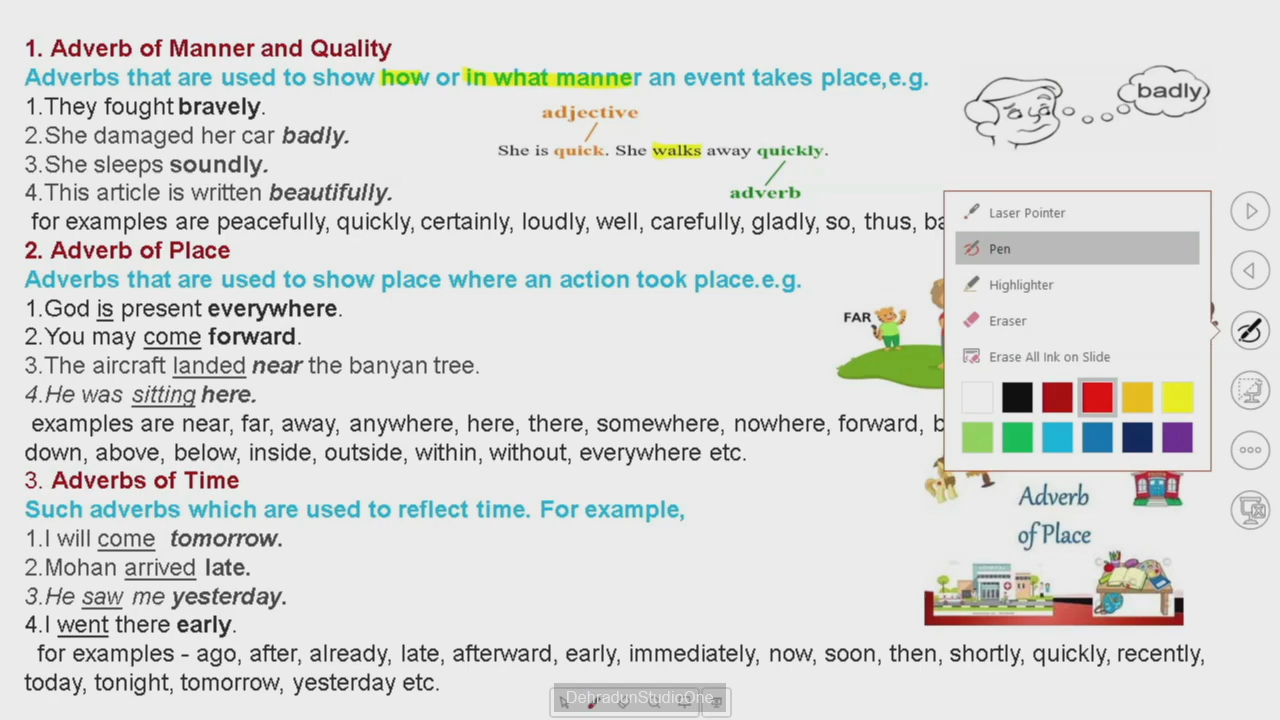 1. Adverb of Manner and Quality
Adverbs that are used to show how or in what manner an event takes place,e.g.
1.They fought bravely.
adjective
badly
2.She damaged her car badly.
She is quick. She walks away quickly.
3.She sleeps soundly.
adverb
4.This article is written beautifully.
for examples are peacefully, quickly, certainly, loudly, well, carefully, gladly, so, thus, ba
2. Adverb of Place
Adverbs that are used to show place where an action took place.e.g.
1.God is present everywhere.
FAR
2.You may come forward.
3.The aircraft landed near the banyan tree.
4.He was sitting here.
examples are near, far, away, anywhere, here, there, somewhere, nowhere, forward, b
down, above, below, inside, outside, within, without, everywhere etc.
3. Adverbs of Time
Such adverbs which are used to reflect time. For example,
1.I will come tomorrow.
2.Mohan arrived late.
3.He saw me yesterday.
4.I went there early.
for examples - ago, after, already, late, afterward, early, immediately, now, soon, then, shortly, quickly, recently,
today, tonight, tomorrow, yesterday etc.
Laser Pointer
Pen
Highlighter
Eraser
Erase All Ink on Slide
Adverb
of Place
DehradunStudioOne